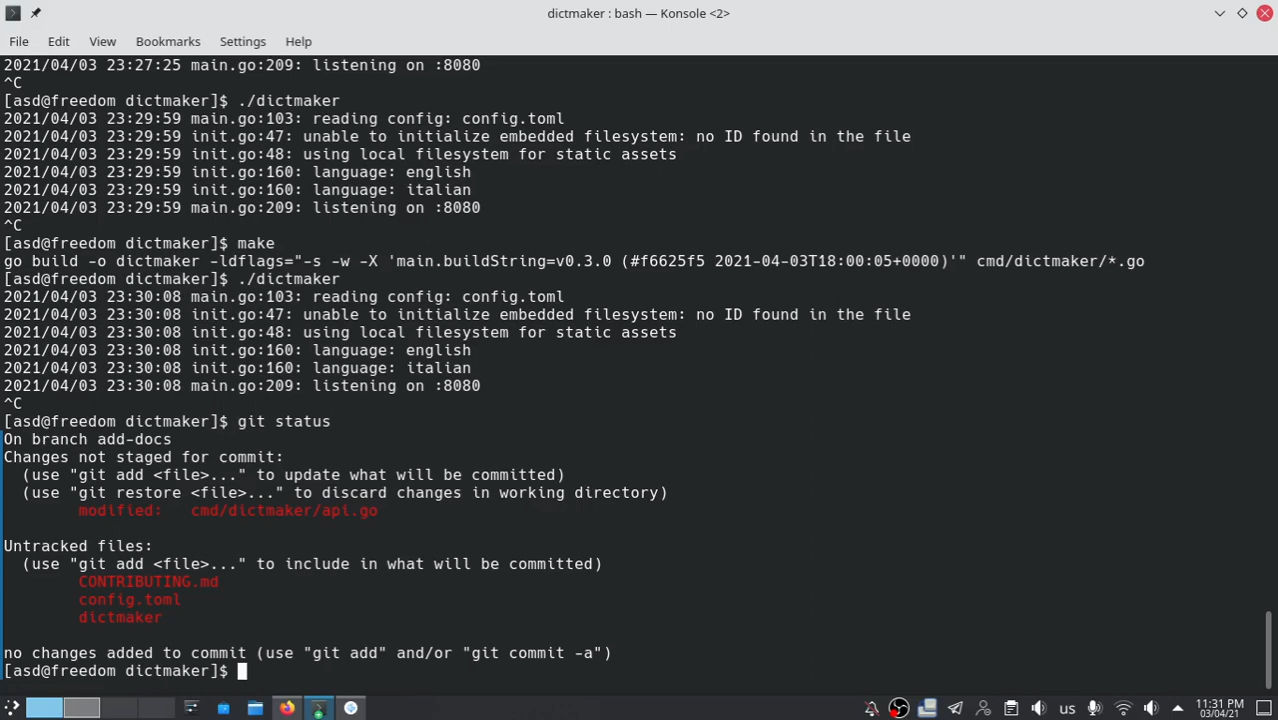 dictmaker : bash — Konsole <2>
File Edit View Bookmarks Settings Help
2021/04/03 23:27:25 main.go:209: listening on :8080
^C
[asd@freedom dictmaker]$ ./dictmaker
2021/04/03 23:29:59 main.go:103: reading config: config.toml
2021/04/03 23:29:59 init.go:47: unable to initialize embedded filesystem: no ID found in the file
2021/04/03 23:29:59 init.go:48: using local filesystem for static assets
2021/04/03 23:29:59 init.go:160: language: english
2021/04/03 23:29:59 init.go:160: language: italian
2021/04/03 23:29:59 main.go:209: listening on :8080
^C
[asd@freedom dictmaker]$ make
go build -o dictmaker -ldflags="-s -w -X 'main.buildString=v0.3.0 (#f6625f5 2021-04-03T18:00:05+0000)'" cmd/dictmaker/*.go
[asd@freedom dictmaker]$ ./dictmaker
2021/04/03 23:30:08 main.go:103: reading config: config.toml
2021/04/03 23:30:08 init.go:47: unable to initialize embedded filesystem: no ID found in the file
2021/04/03 23:30:08 init.go:48: using local filesystem for static assets
2021/04/03 23:30:08 init.go:160: language: english
2021/04/03 23:30:08 init.go:160: language: italian
2021/04/03 23:30:08 main.go:209: listening on :8080
^C
[asd@freedom dictmaker]$ git status
On branch add-docs
Changes not staged for commit:
  (use "git add <file>..." to update what will be committed)
  (use "git restore <file>..." to discard changes in working directory)
        modified:   cmd/dictmaker/api.go

Untracked files:
  (use "git add <file>..." to include in what will be committed)
        CONTRIBUTING.md
        config.toml
        dictmaker

no changes added to commit (use "git add" and/or "git commit -a")
[asd@freedom dictmaker]$
us
11:31 PM
03/04/21